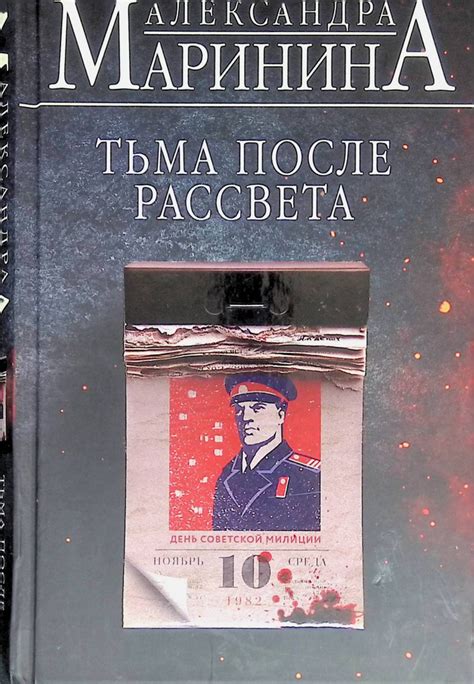 АЛЕКСАНДРА
МАРИНИНА
ТЬМА ПОСЛЕ
РАССВЕТА
ДЕНЬ СОВЕТСКОЙ МИЛИЦИИ
НОЯБРЬ 10 СРЕДА
1982